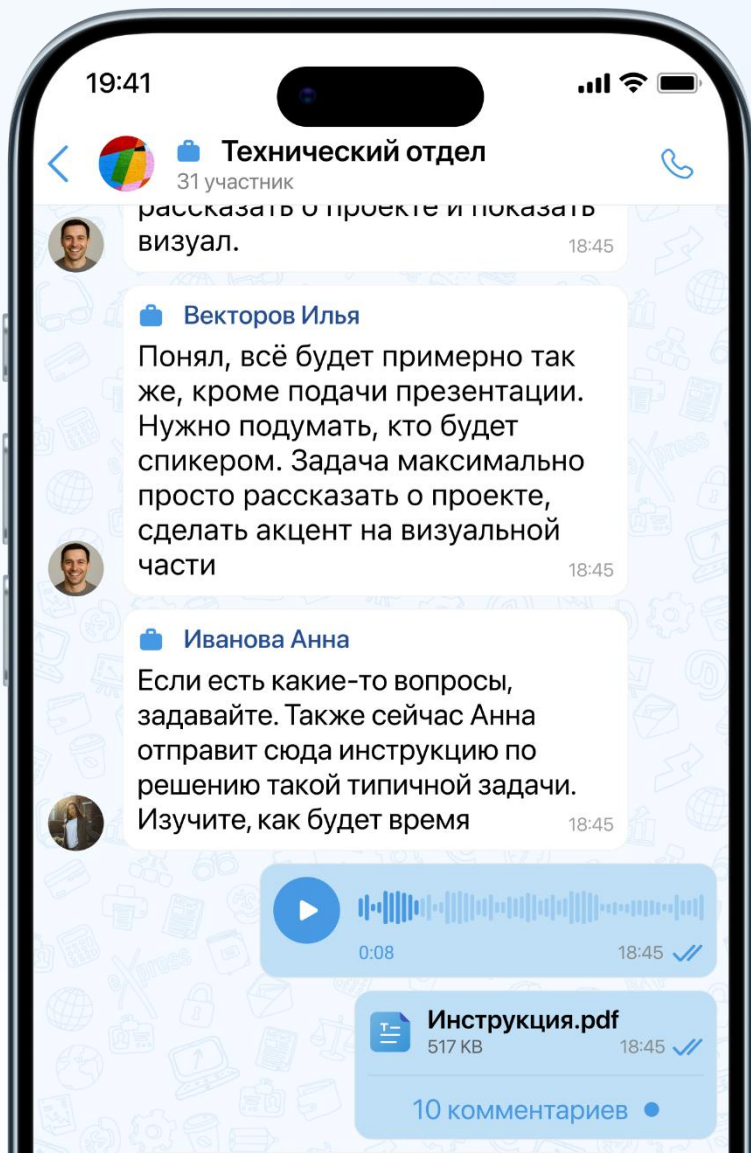 19:41
Технический отдел
31 участник
рассказать о проекте и показать
визуал.
18:45
Векторов Илья
Понял, всё будет примерно так
же, кроме подачи презентации.
Нужно подумать, кто будет
спикером. Задача максимально
просто рассказать о проекте,
сделать акцент на визуальной
части
18:45
Иванова Анна
Если есть какие-то вопросы,
задавайте. Также сейчас Анна
отправит сюда инструкцию по
решению такой типичной задачи.
Изучите, как будет время
18:45
0:08
18:45
Инструкция.pdf
517 KB
18:45
10 комментариев
eXpress
eXpress